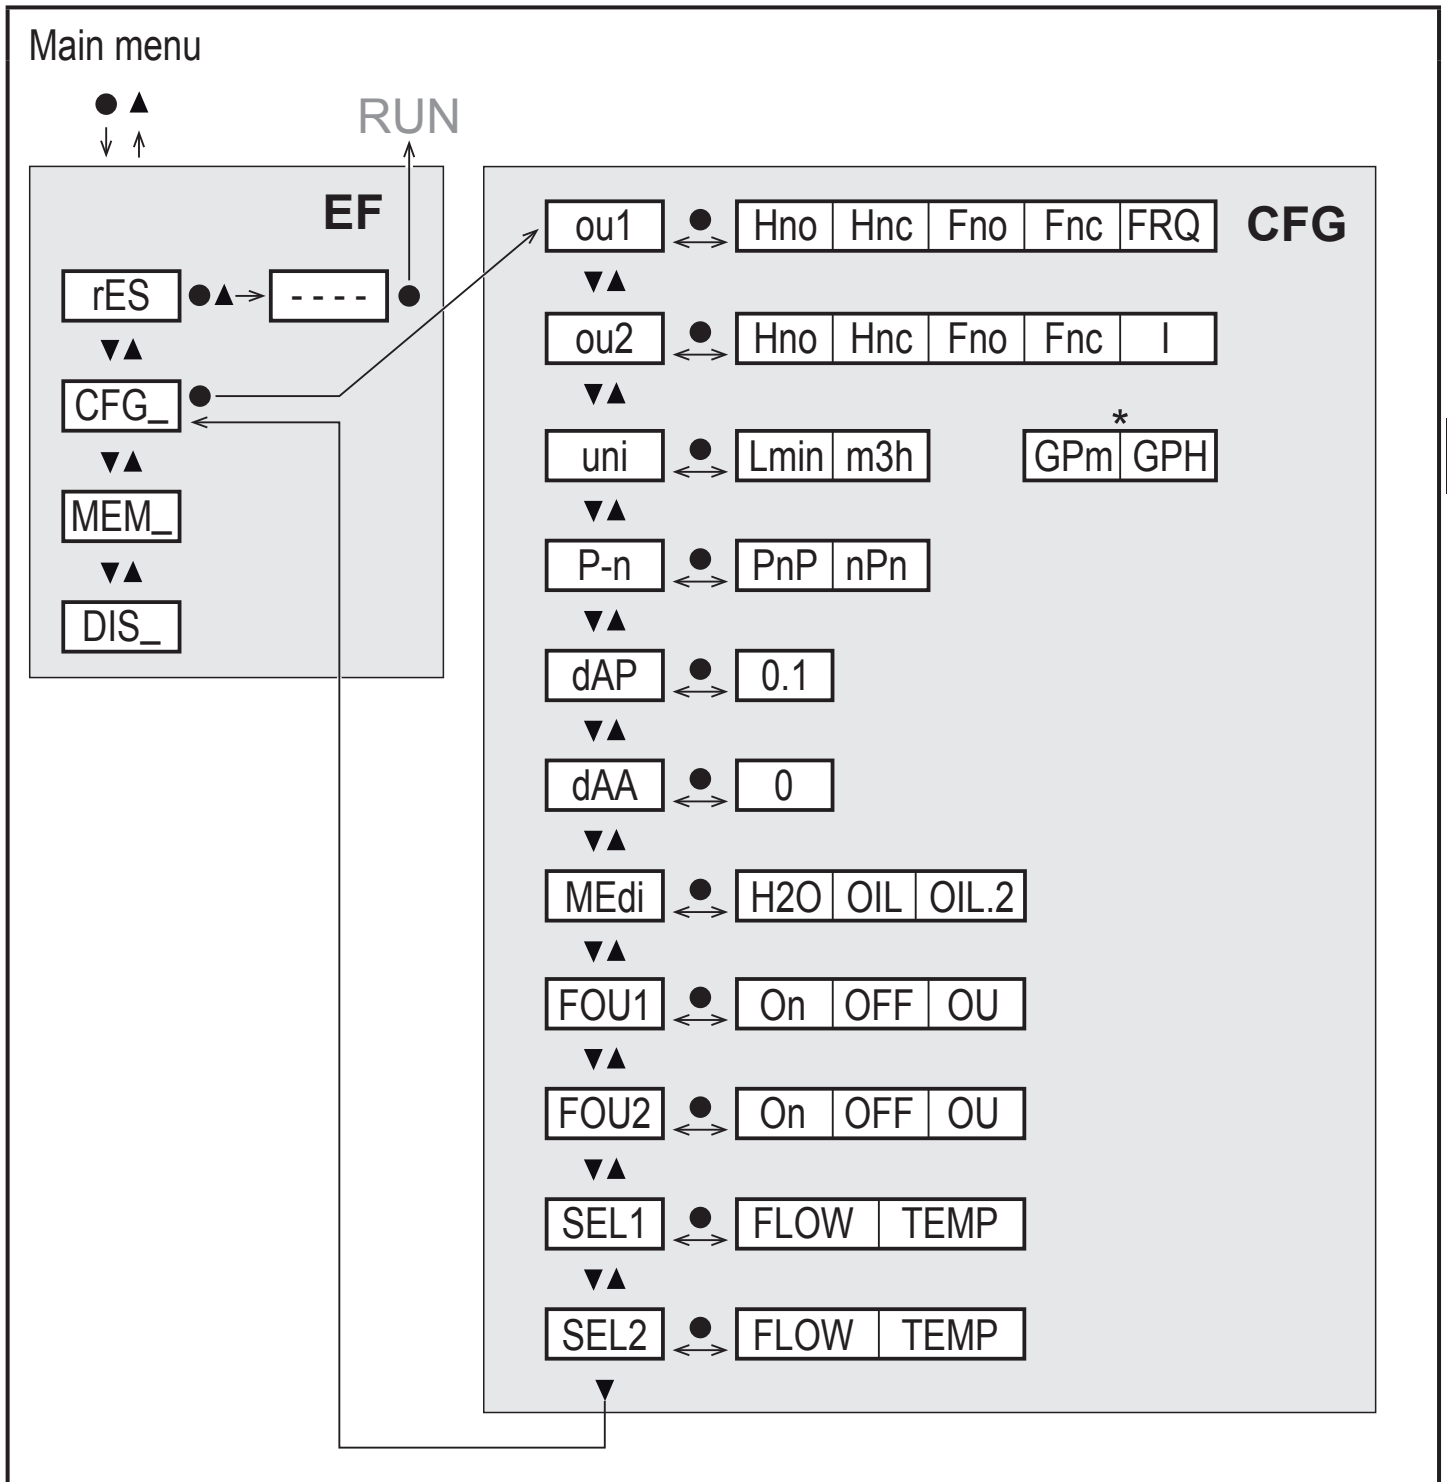 Main menu
RUN
EF
rES - - - -
CFG_
MEM_
DIS_
CFG
ou1 Hno Hnc Fno Fnc FRQ
ou2 Hno Hnc Fno Fnc I
*
uni Lmin m3h GPm GPH
P-n PnP nPn
dAP 0.1
dAA 0
MEdi H2O OIL OIL.2
FOU1 On OFF OU
FOU2 On OFF OU
SEL1 FLOW TEMP
SEL2 FLOW TEMP